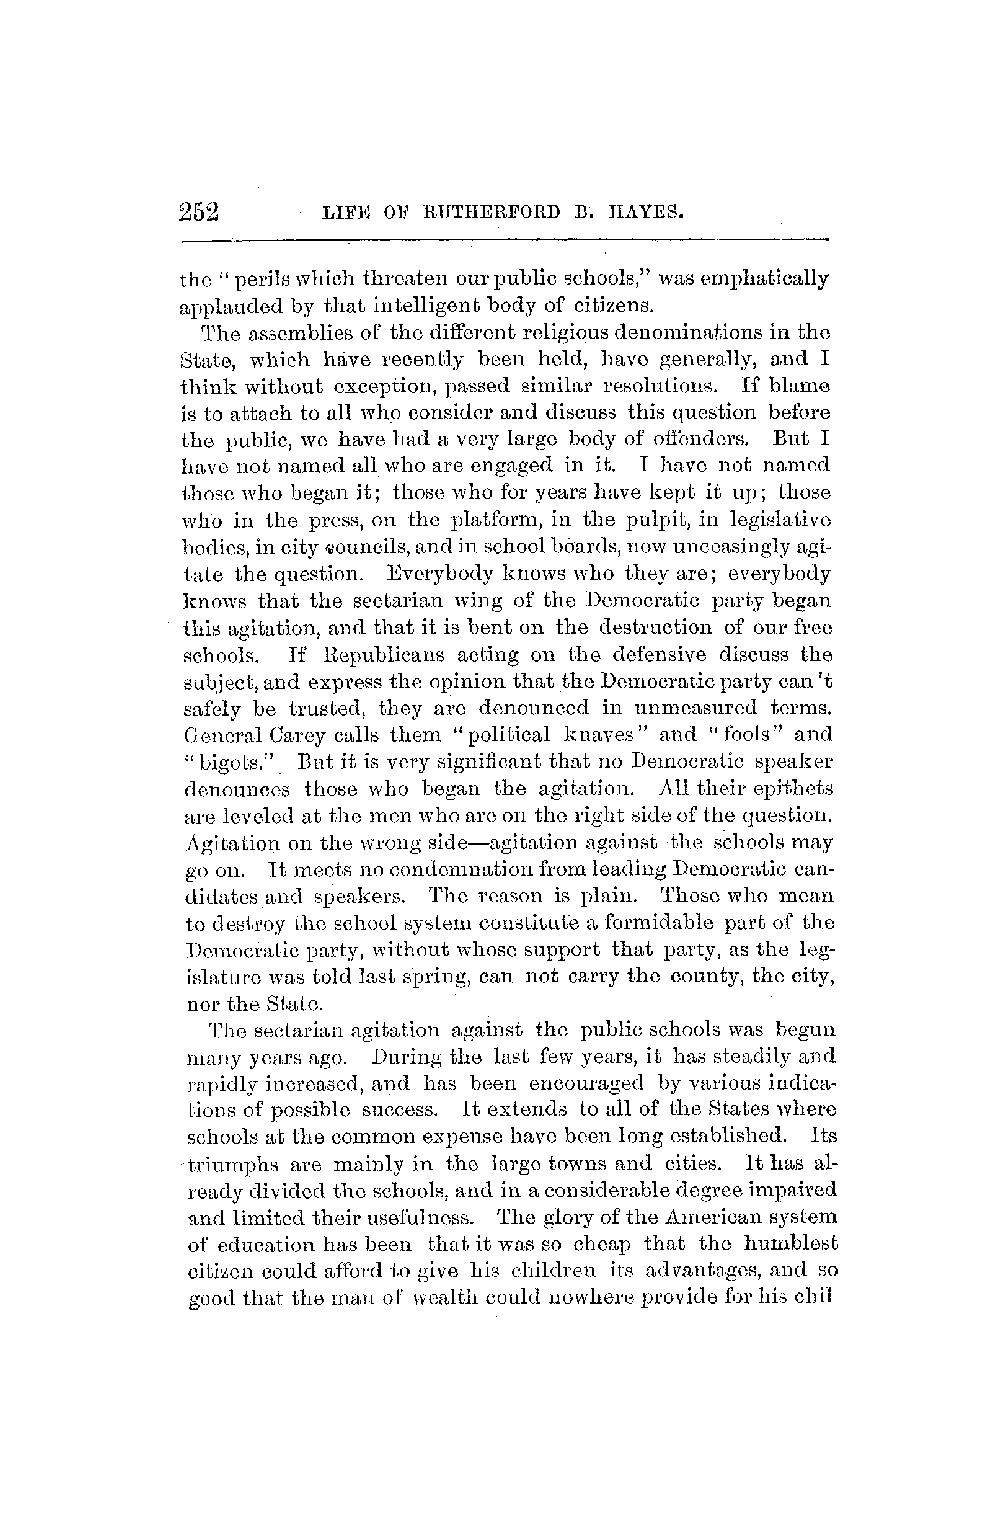 252 LIFE OF RUTHERFORD B. HAYES.
the "perils which threaten our public schools," was emphatically
applauded by that intelligent body of citizens.
The assemblies of the different religious denominations in the
State, which have recently been held, have generally, and I
think without exception, passed similar resolutions. If blame
is to attach to all who consider and discuss this question before
the public, we have had a very large body of offenders. But I
have not named all who are engaged in it. I have not named
those who began it; those who for years have kept it up; those
who in the press, on the platform, in the pulpit, in legislative
bodies, in city councils, and in school boards, now unceasingly agi-
tate the question. Everybody knows who they are; everybody
knows that the sectarian wing of the Democratic party began
this agitation, and that it is bent on the destruction of our free
schools. If Republicans acting on the defensive discuss the
subject, and express the opinion that the Democratic party can't
safely be trusted, they are denounced in unmeasured terms.
General Carey calls them "political knaves" and "fools" and
"bigots." But it is very significant that no Democratic speaker
denounces those who began the agitation. All their epithets
are leveled at the men who are on the right side of the question.
Agitation on the wrong side—agitation against the schools may
go on. It meets no condemnation from leading Democratic can-
didates and speakers. The reason is plain. Those who mean
to destroy the school system constitute a formidable part of the
Democratic party, without whose support that party, as the leg-
islature was told last spring, can not carry the county, the city,
nor the State.
The sectarian agitation against the public schools was begun
many years ago. During the last few years, it has steadily and
rapidly increased, and has been encouraged by various indica-
tions of possible success. It extends to all of the States where
schools at the common expense have been long established. Its
triumphs are mainly in the large towns and cities. It has al-
ready divided the schools, and in a considerable degree impaired
and limited their usefulness. The glory of the American system
of education has been that it was so cheap that the humblest
citizen could afford to give his children its advantages, and so
good that the man of wealth could nowhere provide for his chil